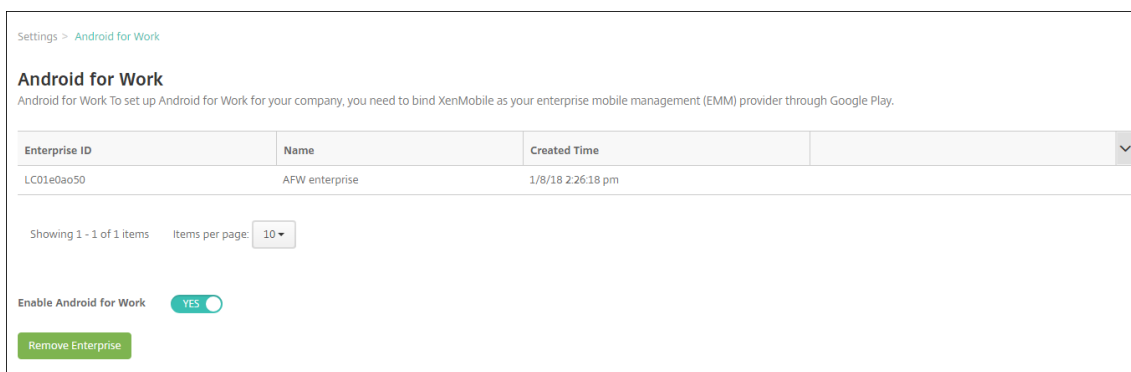 Settings > Android for Work
Android for Work
Android for Work To set up Android for Work for your company, you need to bind XenMobile as your enterprise mobile management (EMM) provider through Google Play.
Enterprise ID Name Created Time
LC01e0ao50 AFW enterprise 1/8/18 2:26:18 pm
Showing 1 - 1 of 1 items Items per page: 10
Enable Android for Work YES
Remove Enterprise